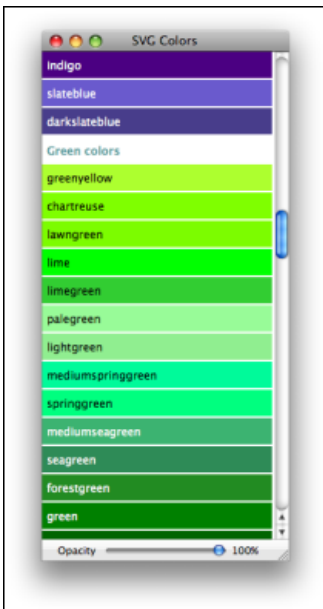 SVG Colors
indigo
slateblue
darkslateblue
Green colors
greenyellow
chartreuse
lawngreen
lime
limegreen
palegreen
lightgreen
mediumspringgreen
springgreen
mediumseagreen
seagreen
forestgreen
green
Opacity 100%